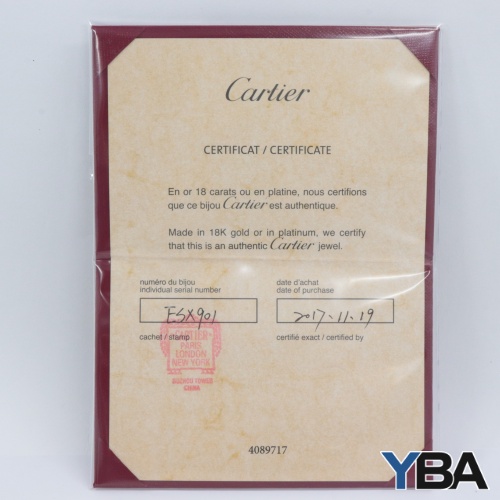 Cartier
CERTIFICAT / CERTIFICATE
En or 18 carats ou en platine, nous certifions
que ce bijou Cartier est authentique.
Made in 18K gold or in platinum, we certify
that this is an authentic Cartier jewel.
numéro du bijou
individual serial number
ESX901
date d'achat
date of purchase
2017.11.19
cachet / stamp
certifié exact / certified by
CARTIER
PARIS
LONDON
NEW YORK
TOWER
4089717
YBA